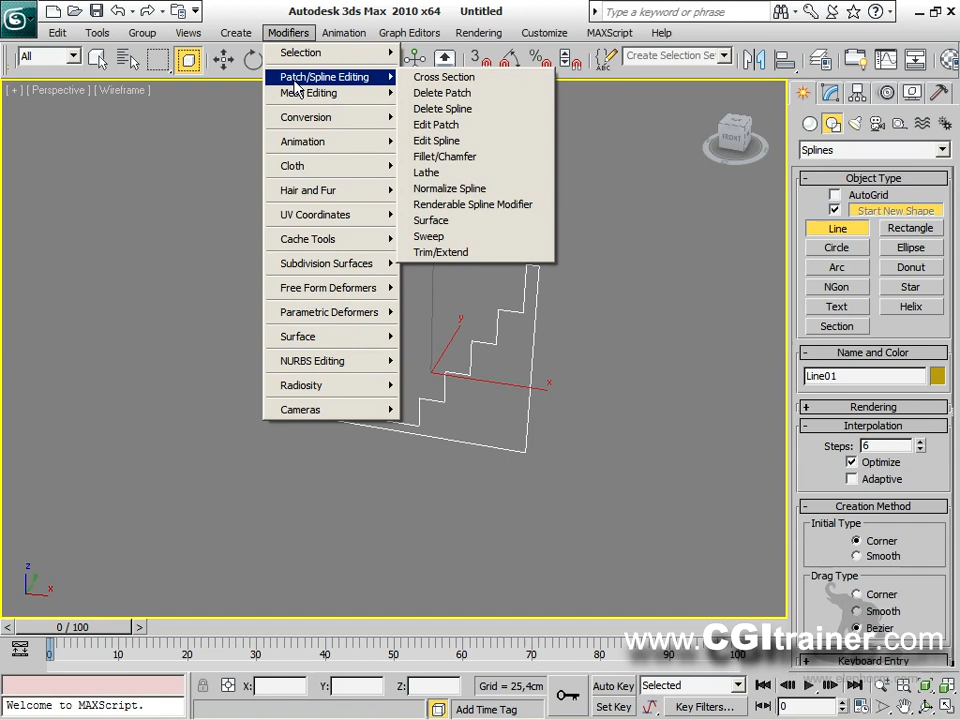 Autodesk 3ds Max 2010 x64 Untitled
Type a keyword or phrase
Edit Tools Group Views Create Modifiers Animation Graph Editors Rendering Customize MAXScript Help
All
Create Selection Se
[ + ] [ Perspective ] [ Wireframe ]
Selection
Patch/Spline Editing
Mesh Editing
Conversion
Animation
Cloth
Hair and Fur
UV Coordinates
Cache Tools
Subdivision Surfaces
Free Form Deformers
Parametric Deformers
Surface
NURBS Editing
Radiosity
Cameras
Cross Section
Delete Patch
Delete Spline
Edit Patch
Edit Spline
Fillet/Chamfer
Lathe
Normalize Spline
Renderable Spline Modifier
Surface
Sweep
Trim/Extend
y
x
z
x
Splines
- Object Type
AutoGrid
Start New Shape
Line Rectangle
Circle Ellipse
Arc Donut
NGon Star
Text Helix
Section
- Name and Color
Line01
+ Rendering
- Interpolation
Steps: 6
Optimize
Adaptive
- Creation Method
Initial Type
Corner
Smooth
Drag Type
Corner
Smooth
Bezier
+ Keyboard Entry
www.CGItrainer.com
< 0 / 100 >
0 10 20 30 40 50 60 70 80 90 100
X: Y: Z: Grid = 25,4cm
Auto Key Selected
Welcome to MAXScript.
Add Time Tag
Set Key Key Filters...
0